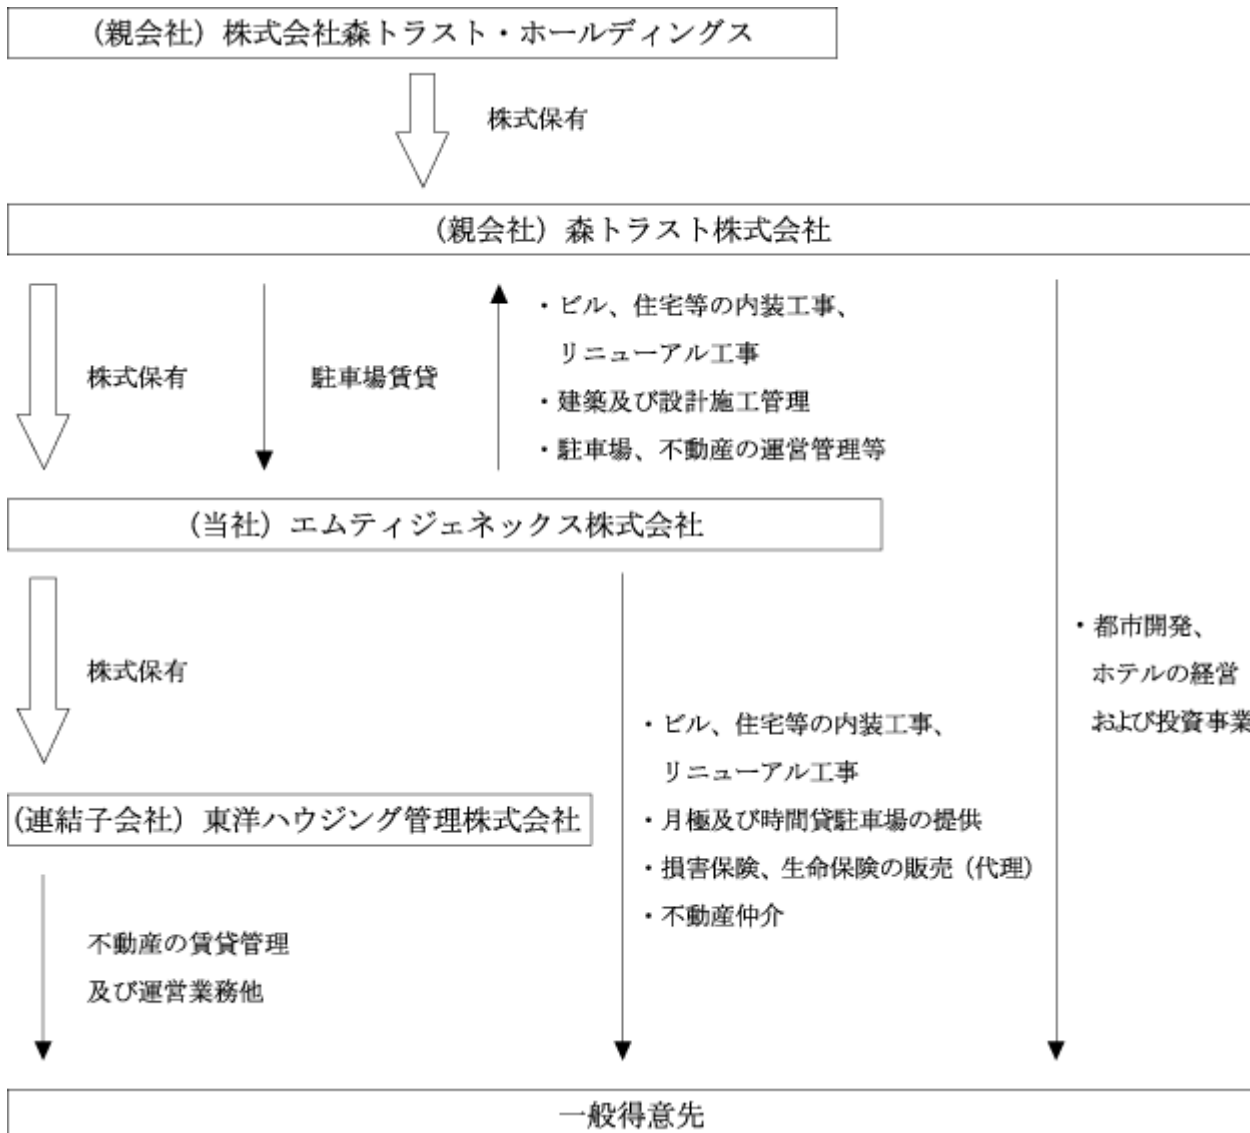 （親会社）株式会社森トラスト・ホールディングス
株式保有
（親会社）森トラスト株式会社
株式保有
駐車場賃貸
・ビル、住宅等の内装工事、
リニューアル工事
・建築及び設計施工管理
・駐車場、不動産の運営管理等
（当社）エムティジェネックス株式会社
株式保有
・都市開発、
ホテルの経営
および投資事業
・ビル、住宅等の内装工事、
リニューアル工事
・月極及び時間貸駐車場の提供
・損害保険、生命保険の販売（代理）
・不動産仲介
（連結子会社）東洋ハウジング管理株式会社
不動産の賃貸管理
及び運営業務他
一般得意先